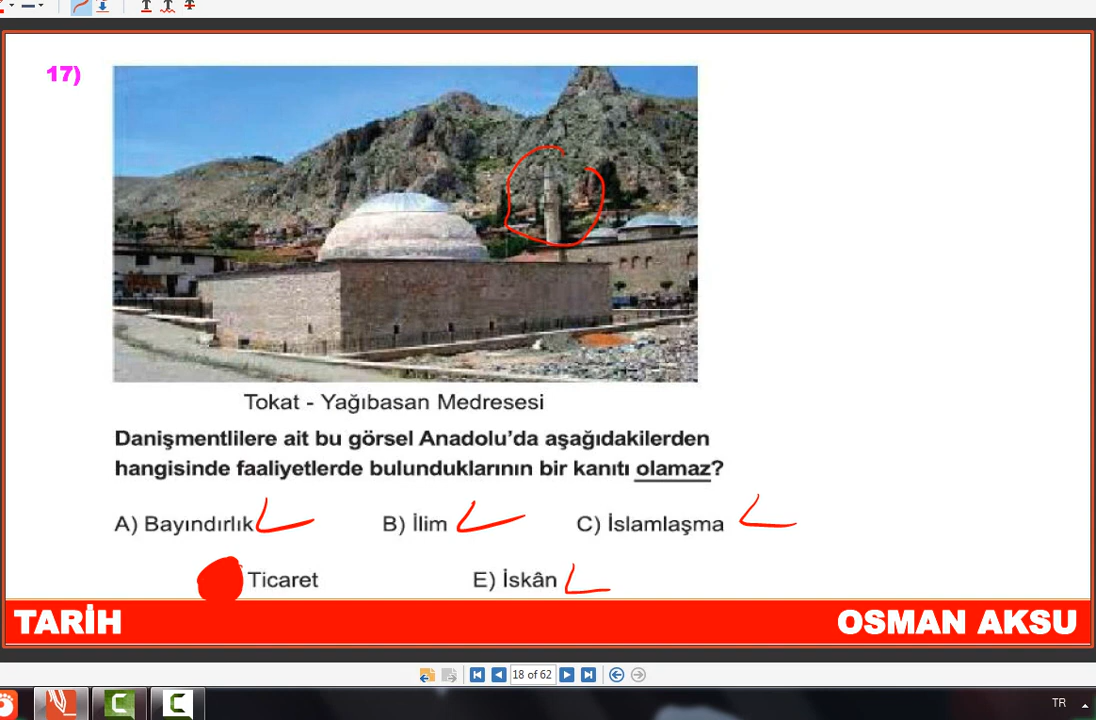 17)
Tokat - Yağıbasan Medresesi
Danişmentlilere ait bu görsel Anadolu'da aşağıdakilerden
hangisinde faaliyetlerde bulunduklarının bir kanıtı olamaz?
A) Bayındırlık B) İlim C) İslamlaşma
Ticaret E) İskân
TARİH OSMAN AKSU
18 of 62
TR